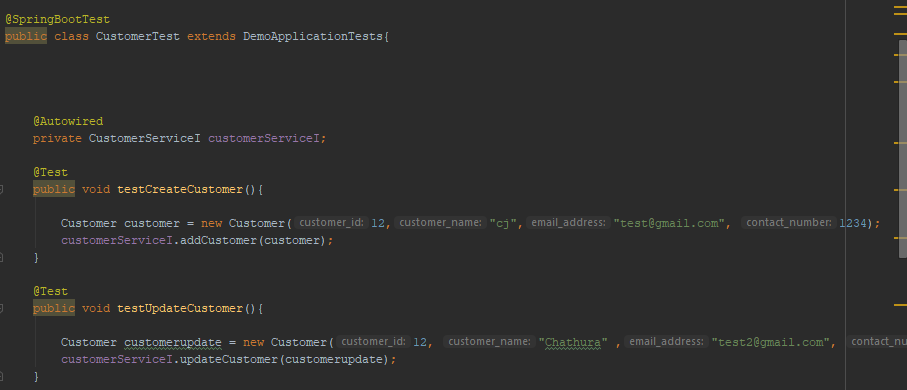 @SpringBootTest
public class CustomerTest extends DemoApplicationTests{
@Autowired
private CustomerServiceI customerServiceI;
@Test
public void testCreateCustomer(){
Customer customer = new Customer( customer_id: 12, customer_name: "cj", email_address: "test@gmail.com", contact_number: 1234);
customerServiceI.addCustomer(customer);
}
@Test
public void testUpdateCustomer(){
Customer customerupdate = new Customer( customer_id: 12, customer_name: "Chathura" , email_address: "test2@gmail.com", contact_nu
customerServiceI.updateCustomer(customerupdate);
}